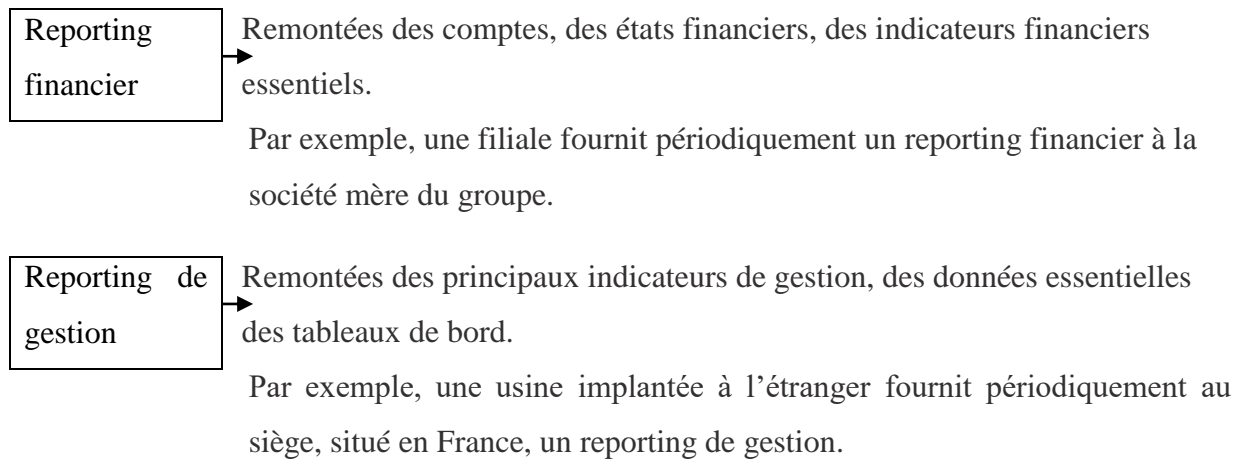 Reporting
financier
Remontées des comptes, des états financiers, des indicateurs financiers
essentiels.
Par exemple, une filiale fournit périodiquement un reporting financier à la
société mère du groupe.
Reporting de
gestion
Remontées des principaux indicateurs de gestion, des données essentielles
des tableaux de bord.
Par exemple, une usine implantée à l’étranger fournit périodiquement au
siège, situé en France, un reporting de gestion.